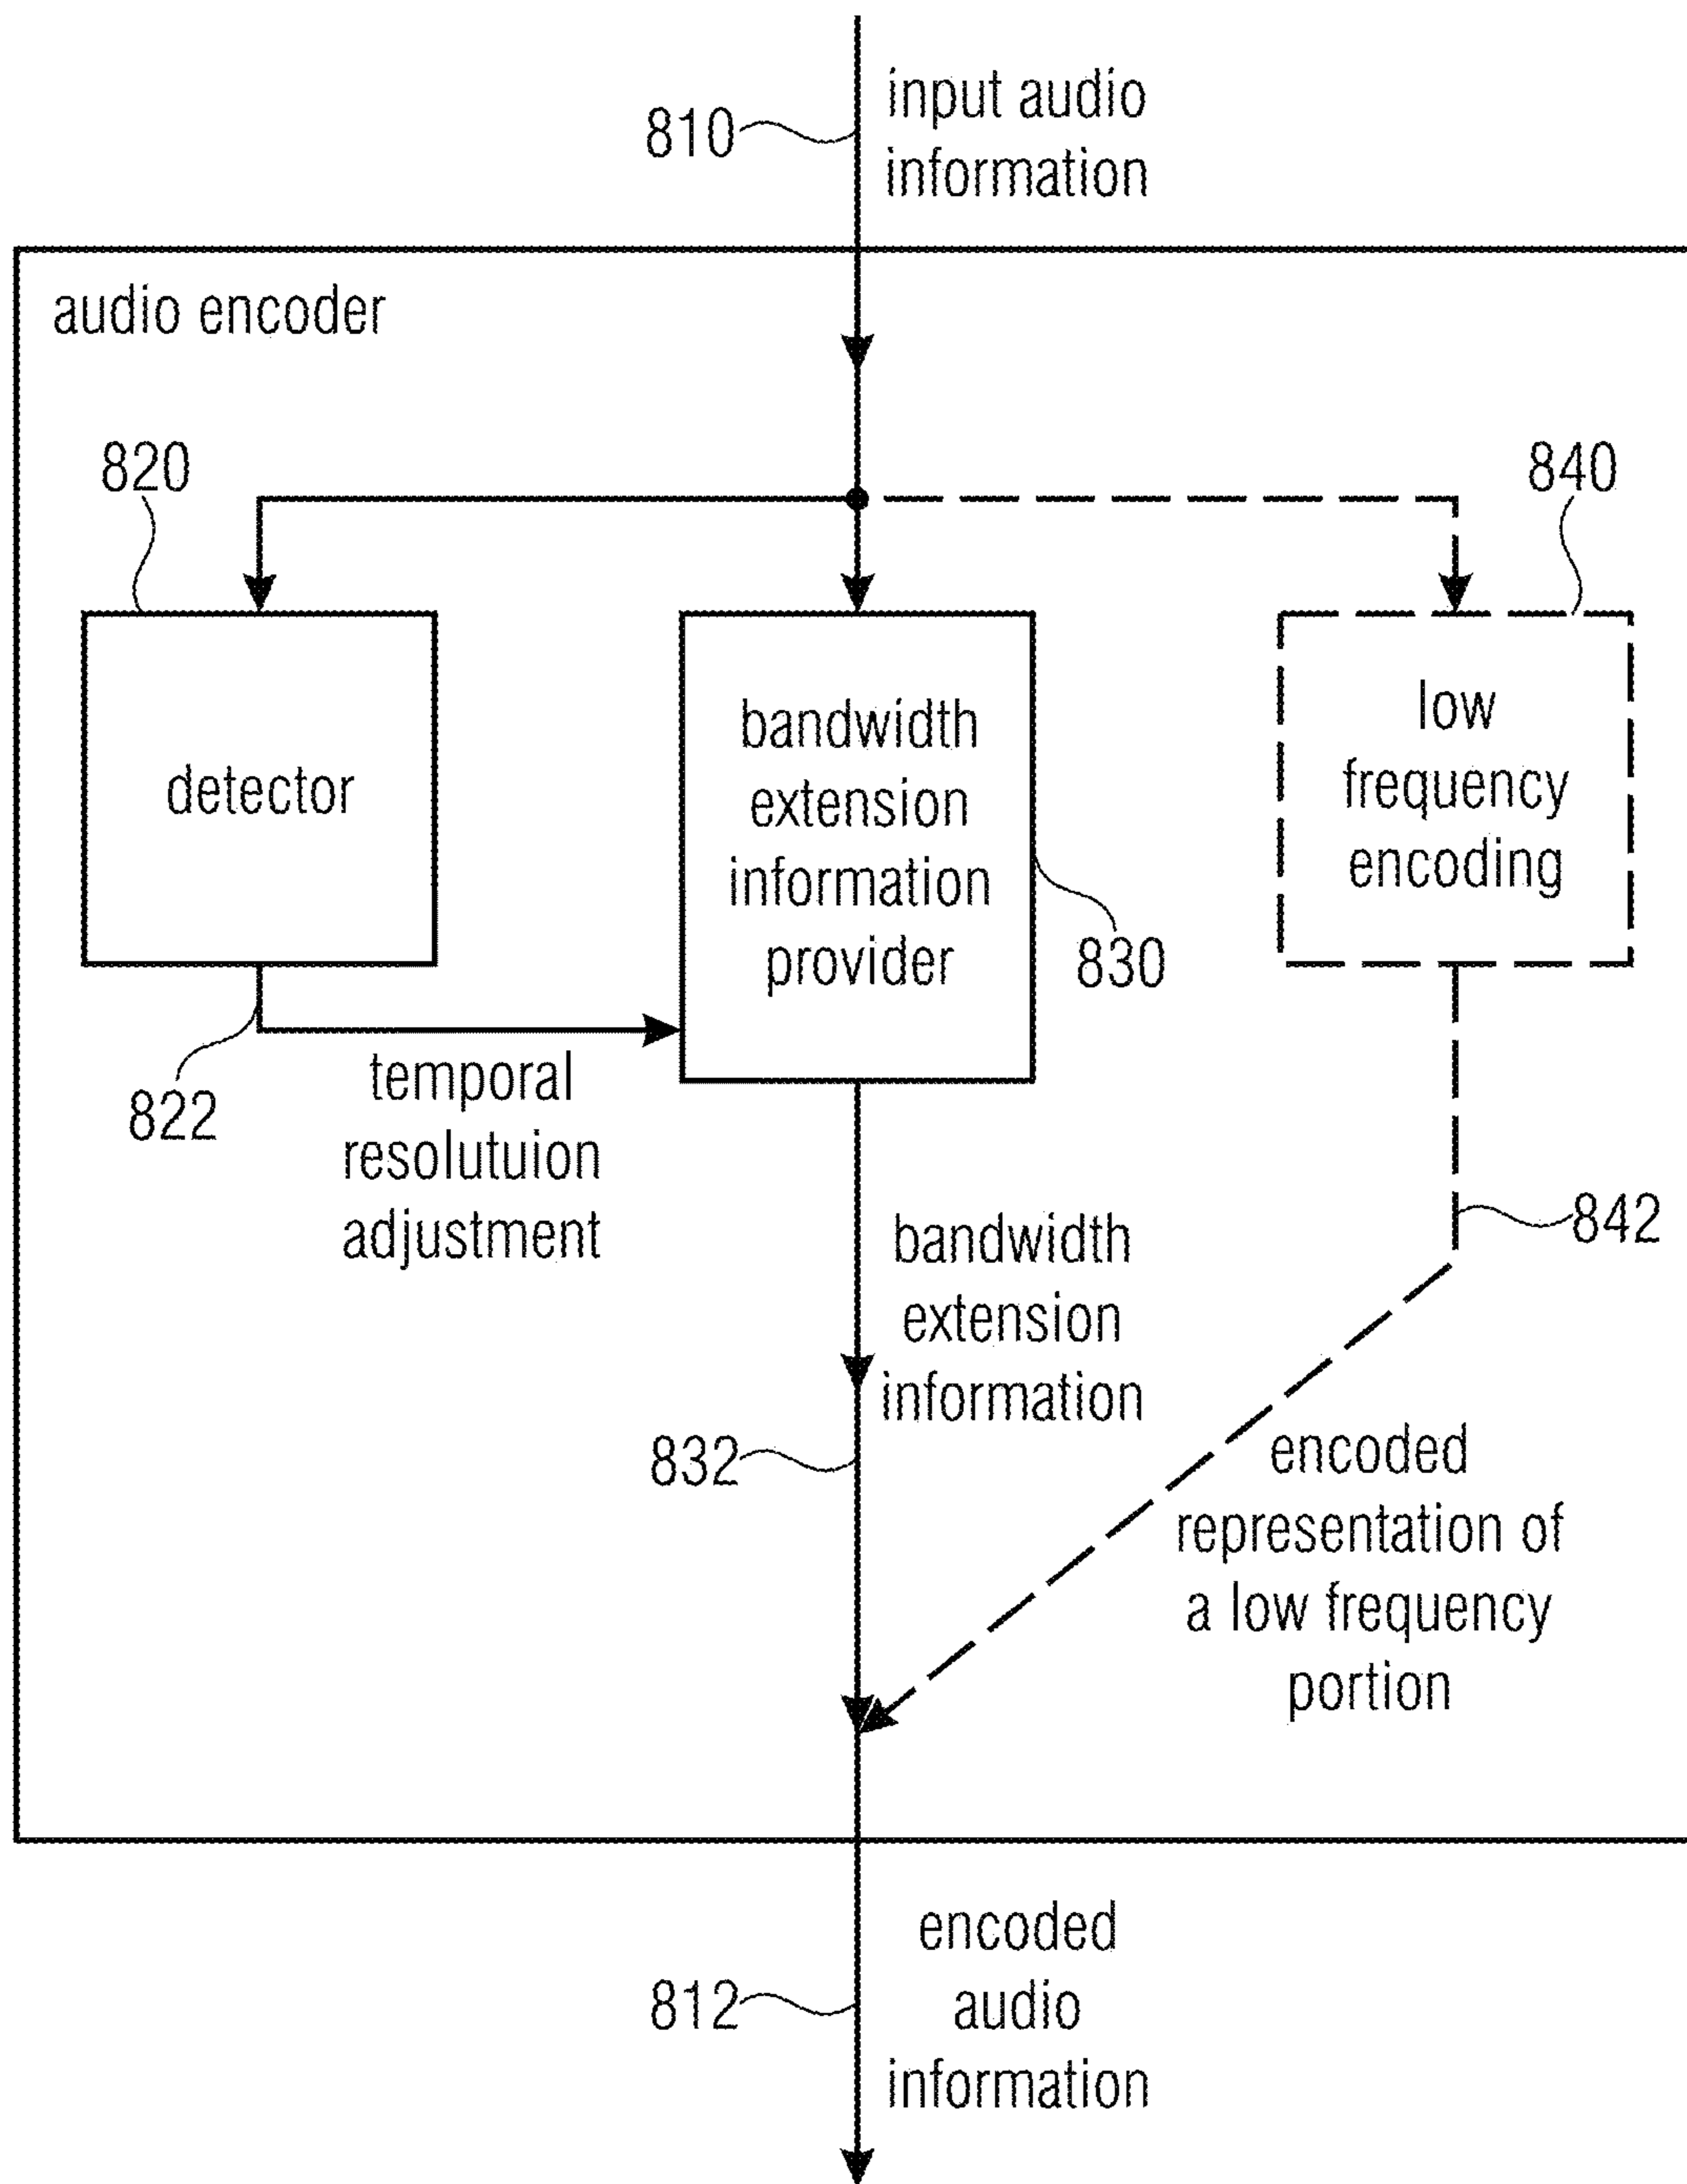 810
input audio
information
audio encoder
820
840
detector
bandwidth
extension
information
provider
830
low
frequency
encoding
822
temporal
resolutuion
adjustment
842
bandwidth
extension
information
832
encoded
representation of
a low frequency
portion
812
encoded
audio
information